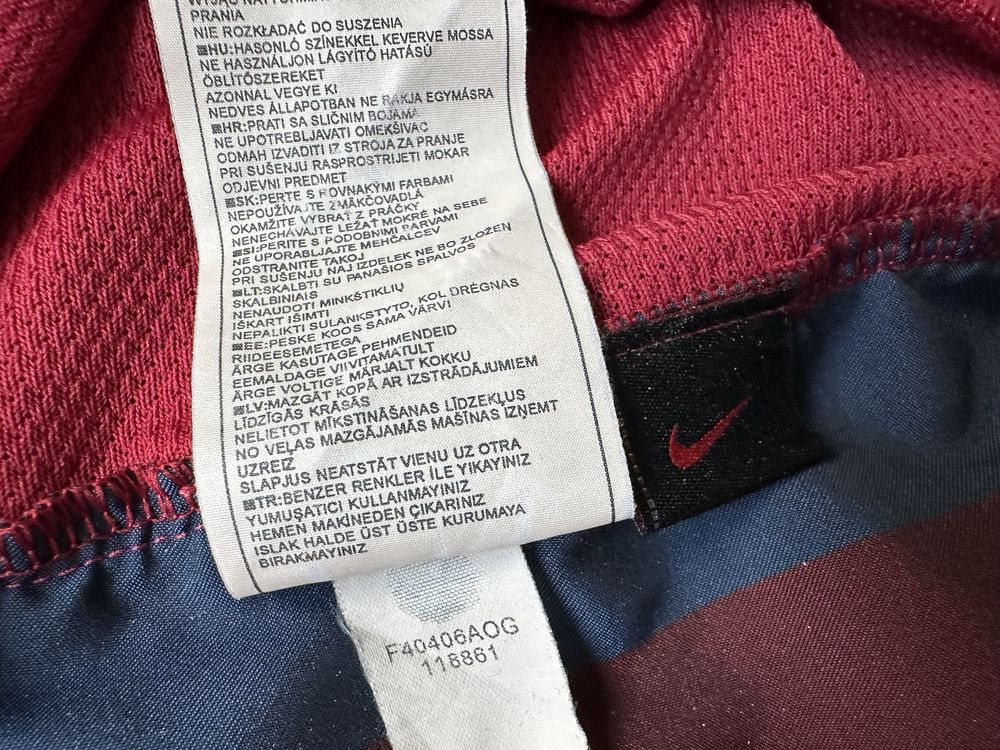 PRANIA
NIE ROZKŁADAĆ DO SUSZENIA
HU:HASONLÓ SZÍNEKKEL KEVERVE MOSSA
NE HASZNÁLJON LÁGYÍTÓ HATÁSÚ
ÖBLÍTŐSZEREKET
AZONNAL VEGYE KI
NEDVES ÁLLAPOTBAN NE RAKJA EGYMÁSRA
HR:PRATI SA SLIČNIM BOJAMA
NE UPOTREBLJAVATI OMEKŠIVAČ
ODMAH IZVADITI IZ STROJA ZA PRANJE
PRI SUŠENJU RASPROSTRIJETI MOKAR
ODJEVNI PREDMET
SK:PERTE S ROVNAKÝMI FARBAMI
NEPOUŽÍVAJTE ZMÄKČOVADLÁ
OKAMŽITE VYBRAŤ Z PRÁČKY
NENECHÁVAJTE LEŽAŤ MOKRÉ NA SEBE
SI:PERITE S PODOBNIMI BARVAMI
NE UPORABLJAJTE MEHČALCEV
ODSTRANITE TAKOJ
PRI SUŠENJU NAJ IZDELEK NE BO ZLOŽEN
LT:SKALBTI SU PANAŠIOS SPALVOS
SKALBINIAIS
NENAUDOTI MINKŠTIKLIŲ
IŠKART IŠIMTI
NEPALIKTI SULANKSTYTO, KOL DRĖGNAS
EE:PESKE KOOS SAMA VÄRVI
RIIDEESEMETEGA
ÄRGE KASUTAGE PEHMENDEID
EEMALDAGE VIIVITAMATULT
ÄRGE VOLTIGE MÄRJALT KOKKU
LV:MAZGĀT KOPĀ AR IZSTRĀDĀJUMIEM
LĪDZĪGĀS KRĀSĀS
NELIETOT MĪKSTINĀŠANAS LĪDZEKĻUS
NO VEĻAS MAZGĀJAMĀS MAŠĪNAS IZŅEMT
UZREIZ
SLAPJUS NEATSTĀT VIENU UZ OTRA
TR:BENZER RENKLER İLE YIKAYINIZ
YUMUŞATICI KULLANMAYINIZ
HEMEN MAKİNEDEN ÇIKARINIZ
ISLAK HALDE ÜST ÜSTE KURUMAYA
BIRAKMAYINIZ
F40406AOG
118861